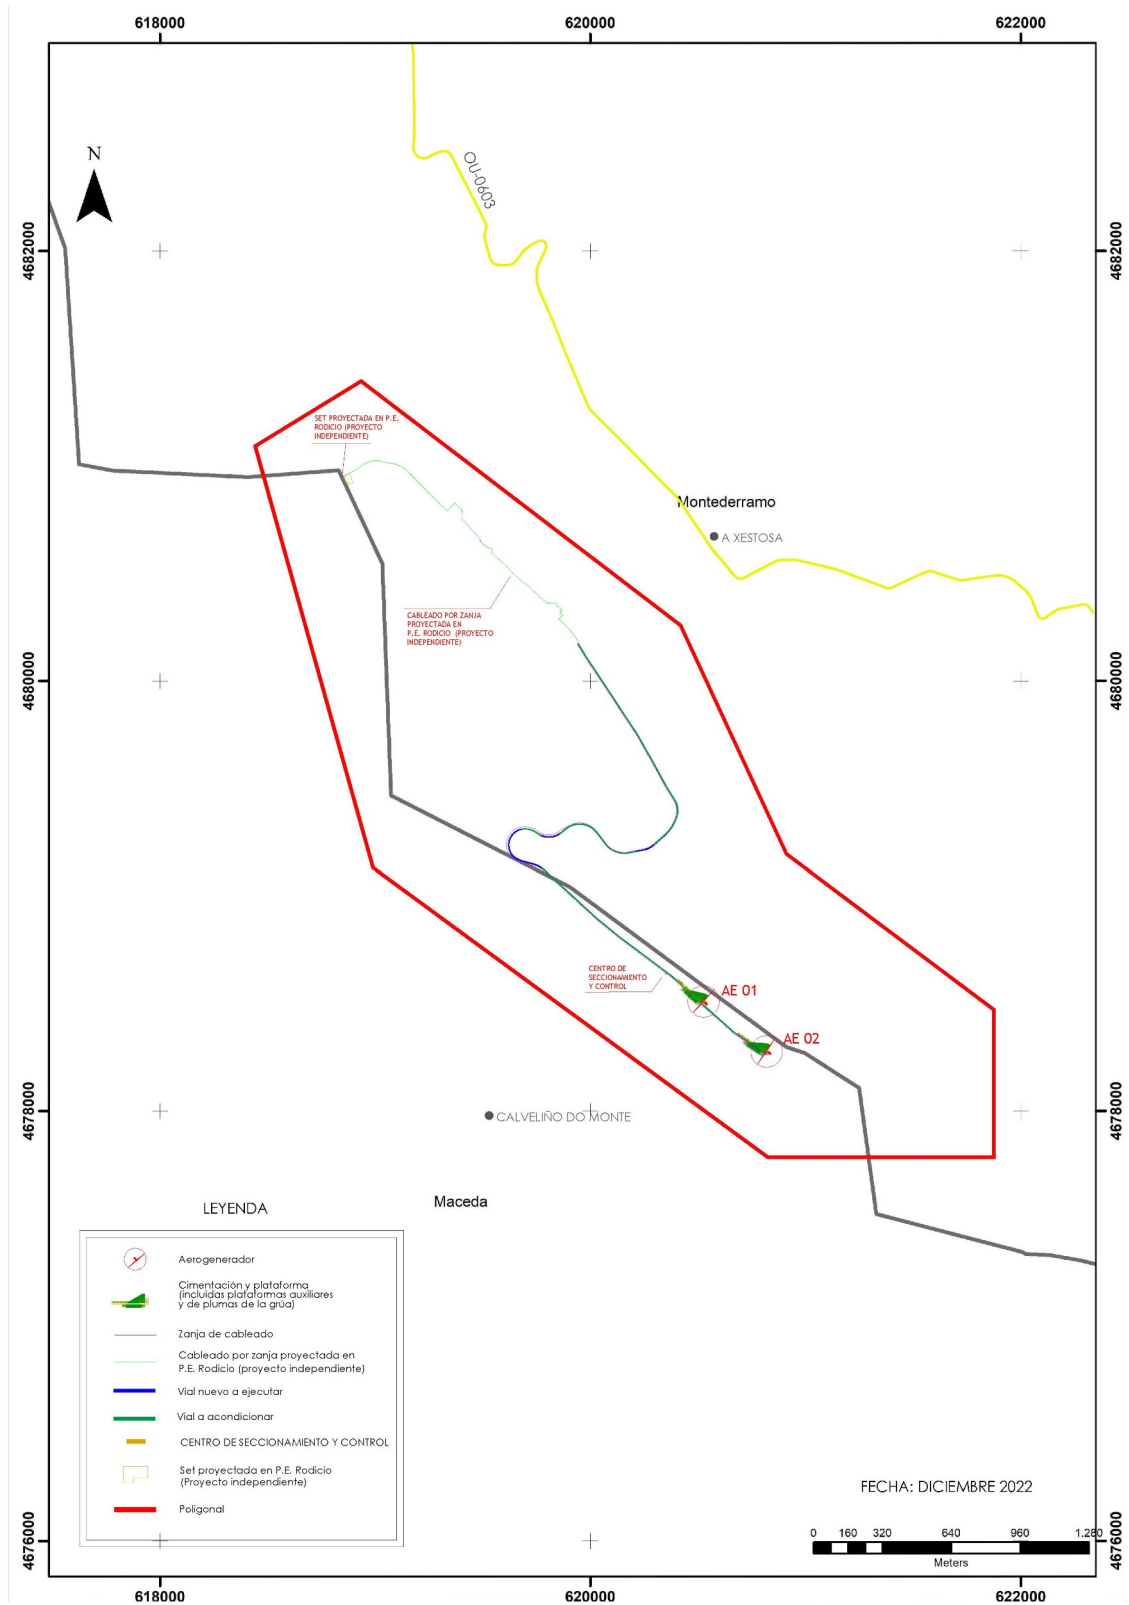 618000
620000
622000
N
OU-0603
4682000
4682000
SET PROYECTADA EN P.E.
RODICIO (PROYECTO
INDEPENDIENTE)
Montederramo
A XESTOSA
CABLEADO POR ZANJA
PROYECTADA EN
P.E. RODICIO (PROYECTO
INDEPENDIENTE)
4680000
4680000
CENTRO DE
SECCIONAMIENTO
Y CONTROL
AE 01
AE 02
4678000
4678000
CALVELIÑO DO MONTE
Maceda
LEYENDA
Aerogenerador
Cimentación y plataforma
(incluidas plataformas auxiliares
y de plumas de la grúa)
Zanja de cableado
Cableado por zanja proyectada en
P.E. Rodicio (proyecto independiente)
Vial nuevo a ejecutar
Vial a acondicionar
CENTRO DE SECCIONAMIENTO Y CONTROL
Set proyectada en P.E. Rodicio
(Proyecto independiente)
Poligonal
FECHA: DICIEMBRE 2022
0 160 320 640 960 1.280
Meters
4676000
4676000
618000
620000
622000